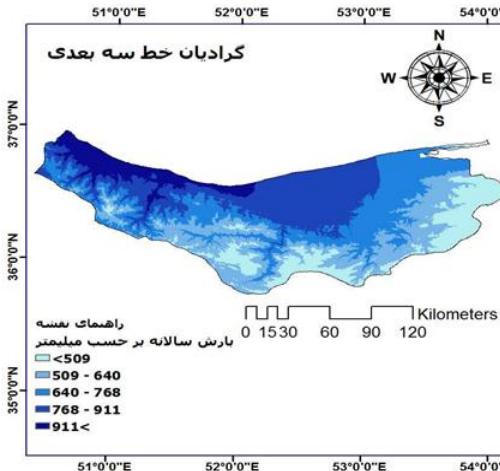 51°0'0"E 52°0'0"E 53°0'0"E 54°0'0"E
گرادیان خط سه بعدی
N
W E
S
37°0'0"N
36°0'0"N
35°0'0"N
Kilometers
0 15 30 60 90 120
راهنمای نقشه
بارش سالانه بر حسب میلیمتر
<509
509 - 640
640 - 768
768 - 911
911<
51°0'0"E 52°0'0"E 53°0'0"E 54°0'0"E